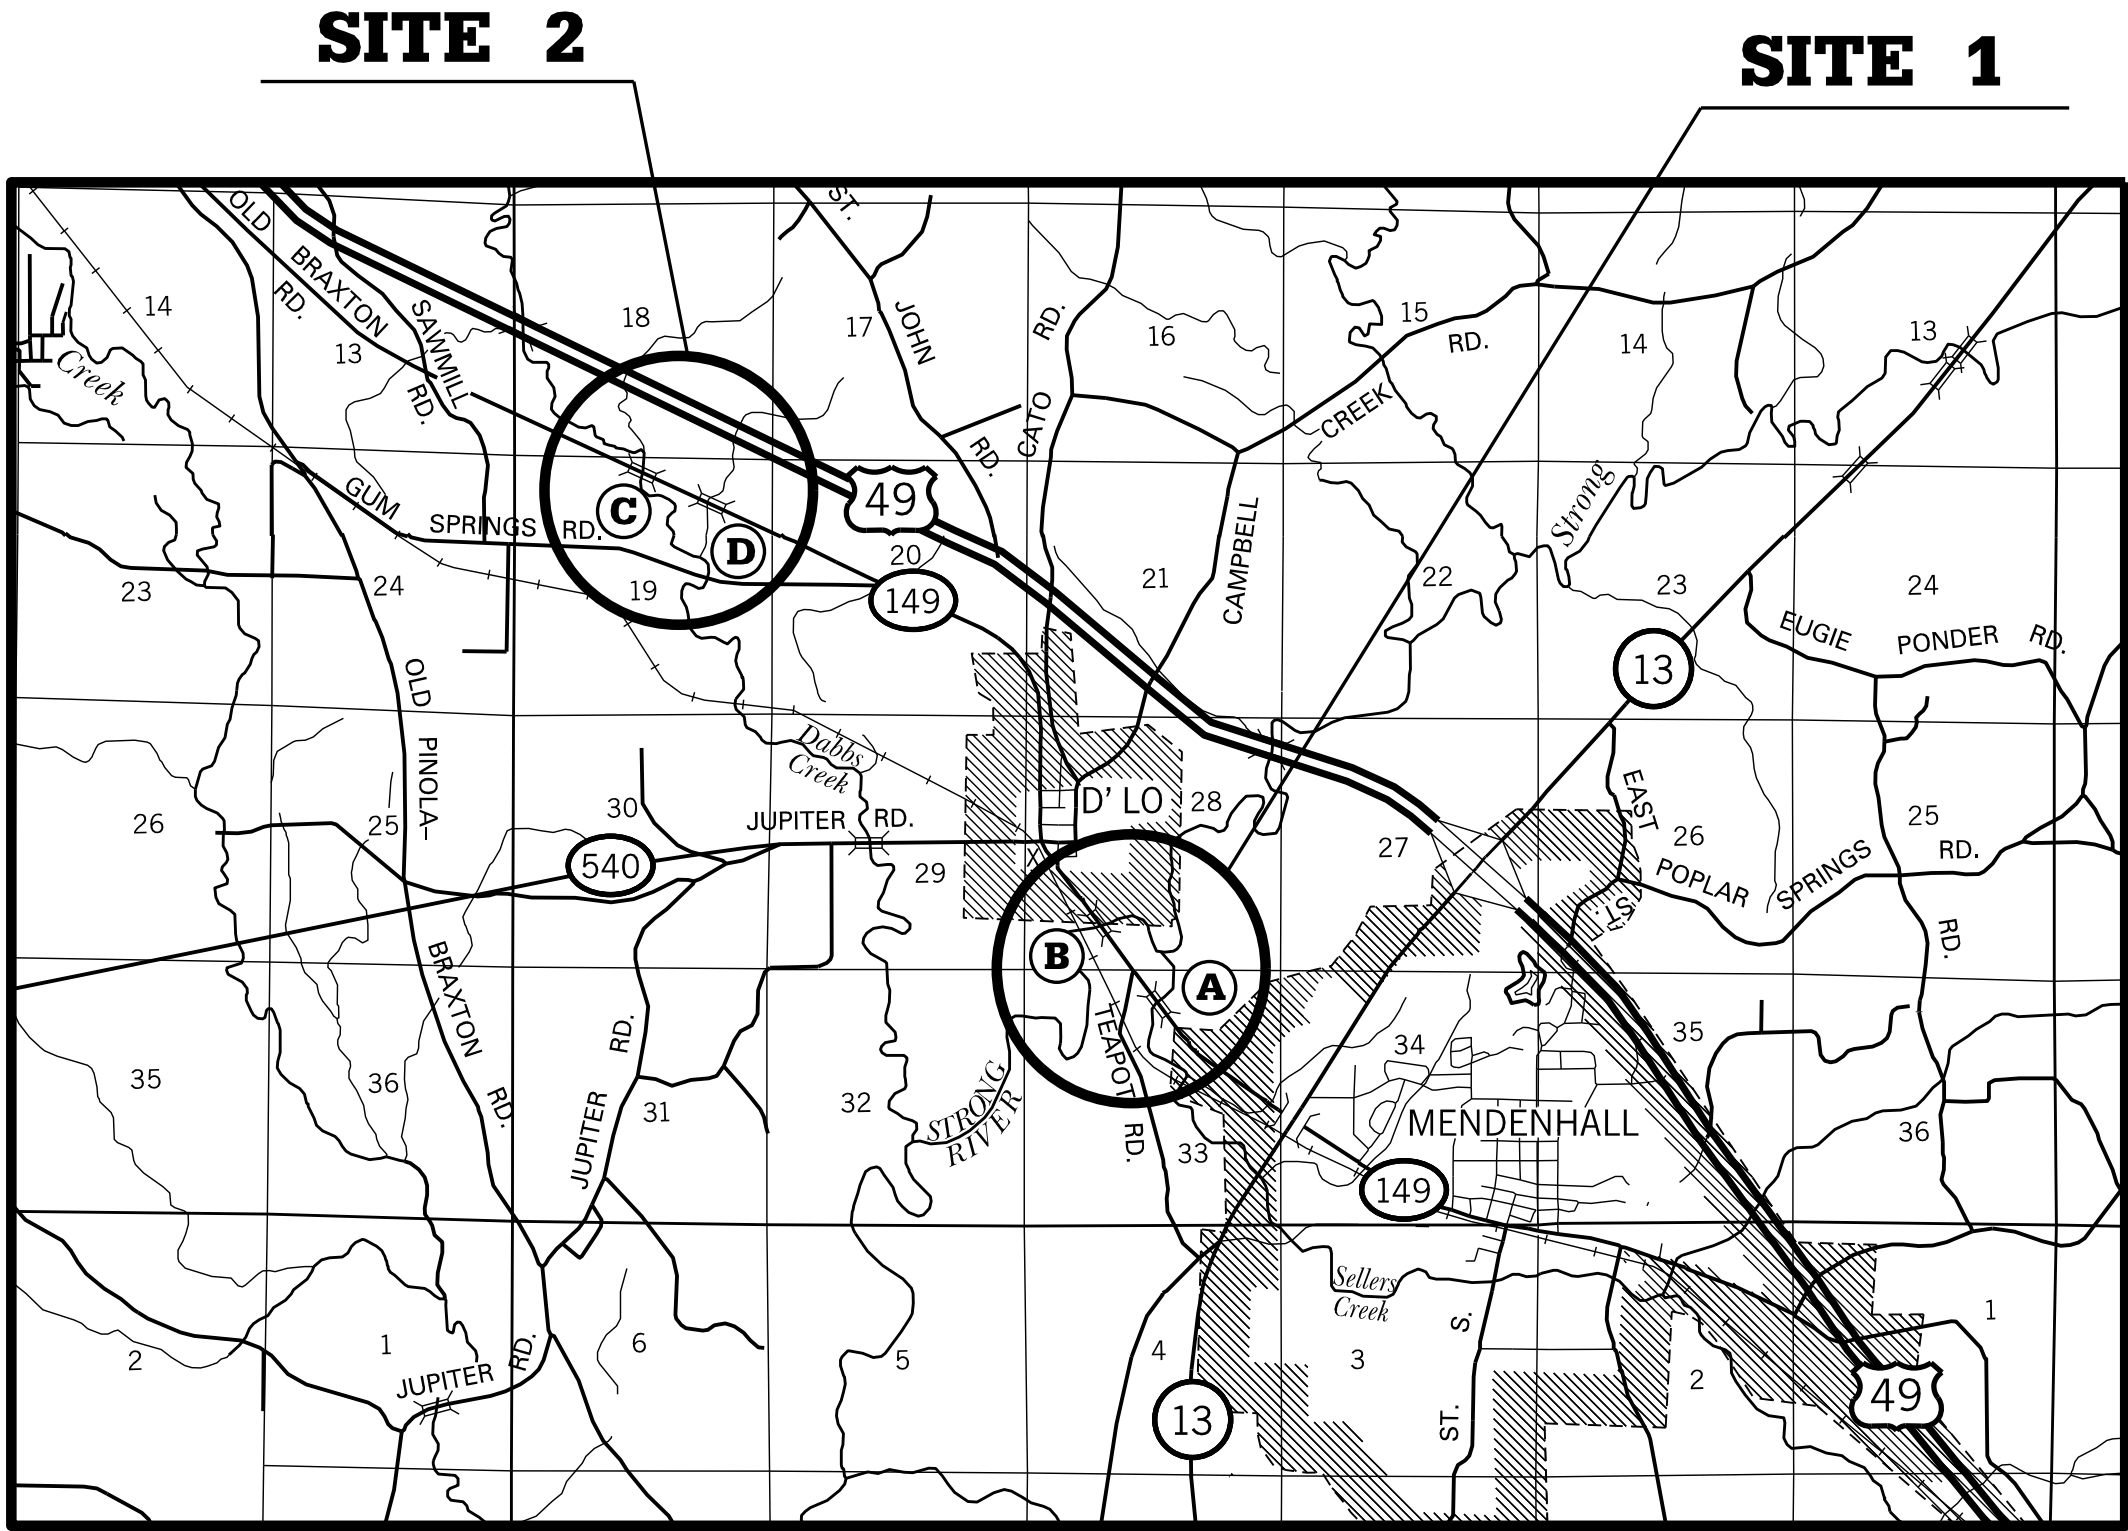 SITE 2
SITE 1
OLD
BRAXTON
RD.
SAWMILL
RD.
ST.
JOHN
RD.
CATO
RD.
14
13
18
17
16
15
RD.
CREEK
14
13
Creek
GUM
SPRINGS
RD.
C
D
49
20
149
19
21
CAMPBELL
22
Strong
23
24
23
24
13
EUGIE
PONDER
RD.
OLD
PINOLA-
BRAXTON
RD.
Dabbs
Creek
D' LO
28
26
25
30
540
JUPITER
RD.
29
27
EAST
ST.
26
25
POPLAR
SPRINGS
RD.
RD.
B
A
TEAPOT
RD.
35
36
JUPITER
RD.
31
32
STRONG
RIVER
33
34
35
36
MENDENHALL
149
Sellers
Creek
2
1
JUPITER
RD.
6
5
4
13
3
S.
ST.
2
1
49